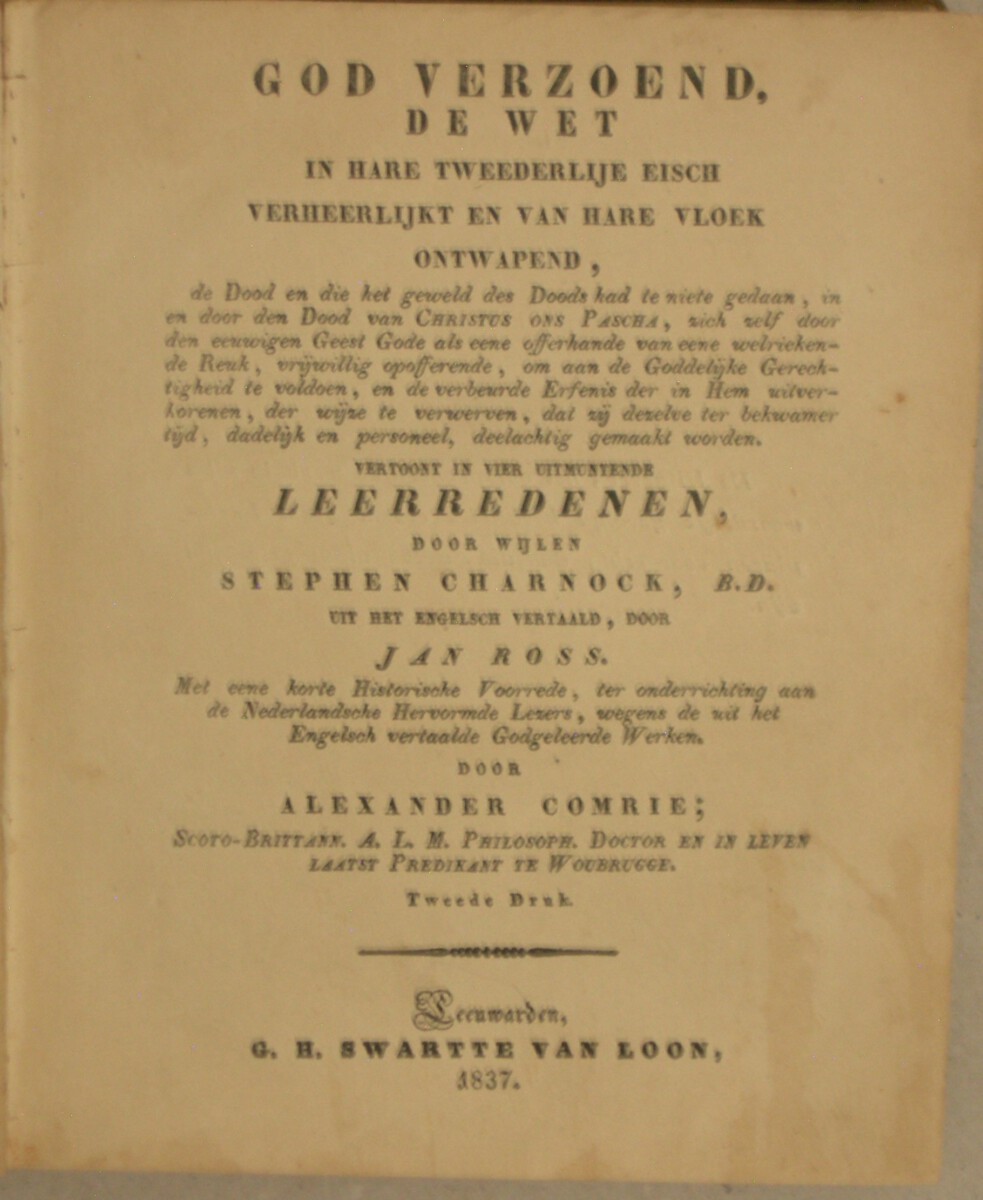 GOD VERZOEND,
DE WET
IN HARE TWEEDERLIJE EISCH
VERHEERLIJKT EN VAN HARE VLOEK
ONTWAPEND,
de Dood en die het geweld des Doods had te niete gedaan, in
en door den Dood van CHRISTUS ONS PASCHA, zich zelf door
den eeuwigen Geest Gode als eene offerhande van eene welrieken-
de Reuk, vrijwillig opofferende, om aan de Goddelijke Gerech-
tigheid te voldoen, en de verbeurde Erfenis der in Hem uitver-
korenen, der wijze te verwerven, dat zij dezelve ter bekwamer
tijd, dadelijk en personeel, deelachtig gemaakt worden.
VERTOONT IN VIER UITMUNTENDE
LEERREDENEN,
DOOR WIJLEN
STEPHEN CHARNOCK, B.D.
UIT HET ENGELSCH VERTAALD, DOOR
JAN ROSS.
Met eene korte Historische Voorrede, ter onderrichting aan
de Nederlandsche Hervormde Lezers, wegens de uit het
Engelsch vertaalde Godgeleerde Werken.
DOOR
ALEXANDER COMRIE;
SCOTO-BRITTANN. A. L. M. PHILOSOPH. DOCTOR EN IN LEVEN
LAATST PREDIKANT TE WOUBRUGGE.
Tweede Druk.
Leeuwarden,
G. H. SWARTTE VAN LOON,
1837.